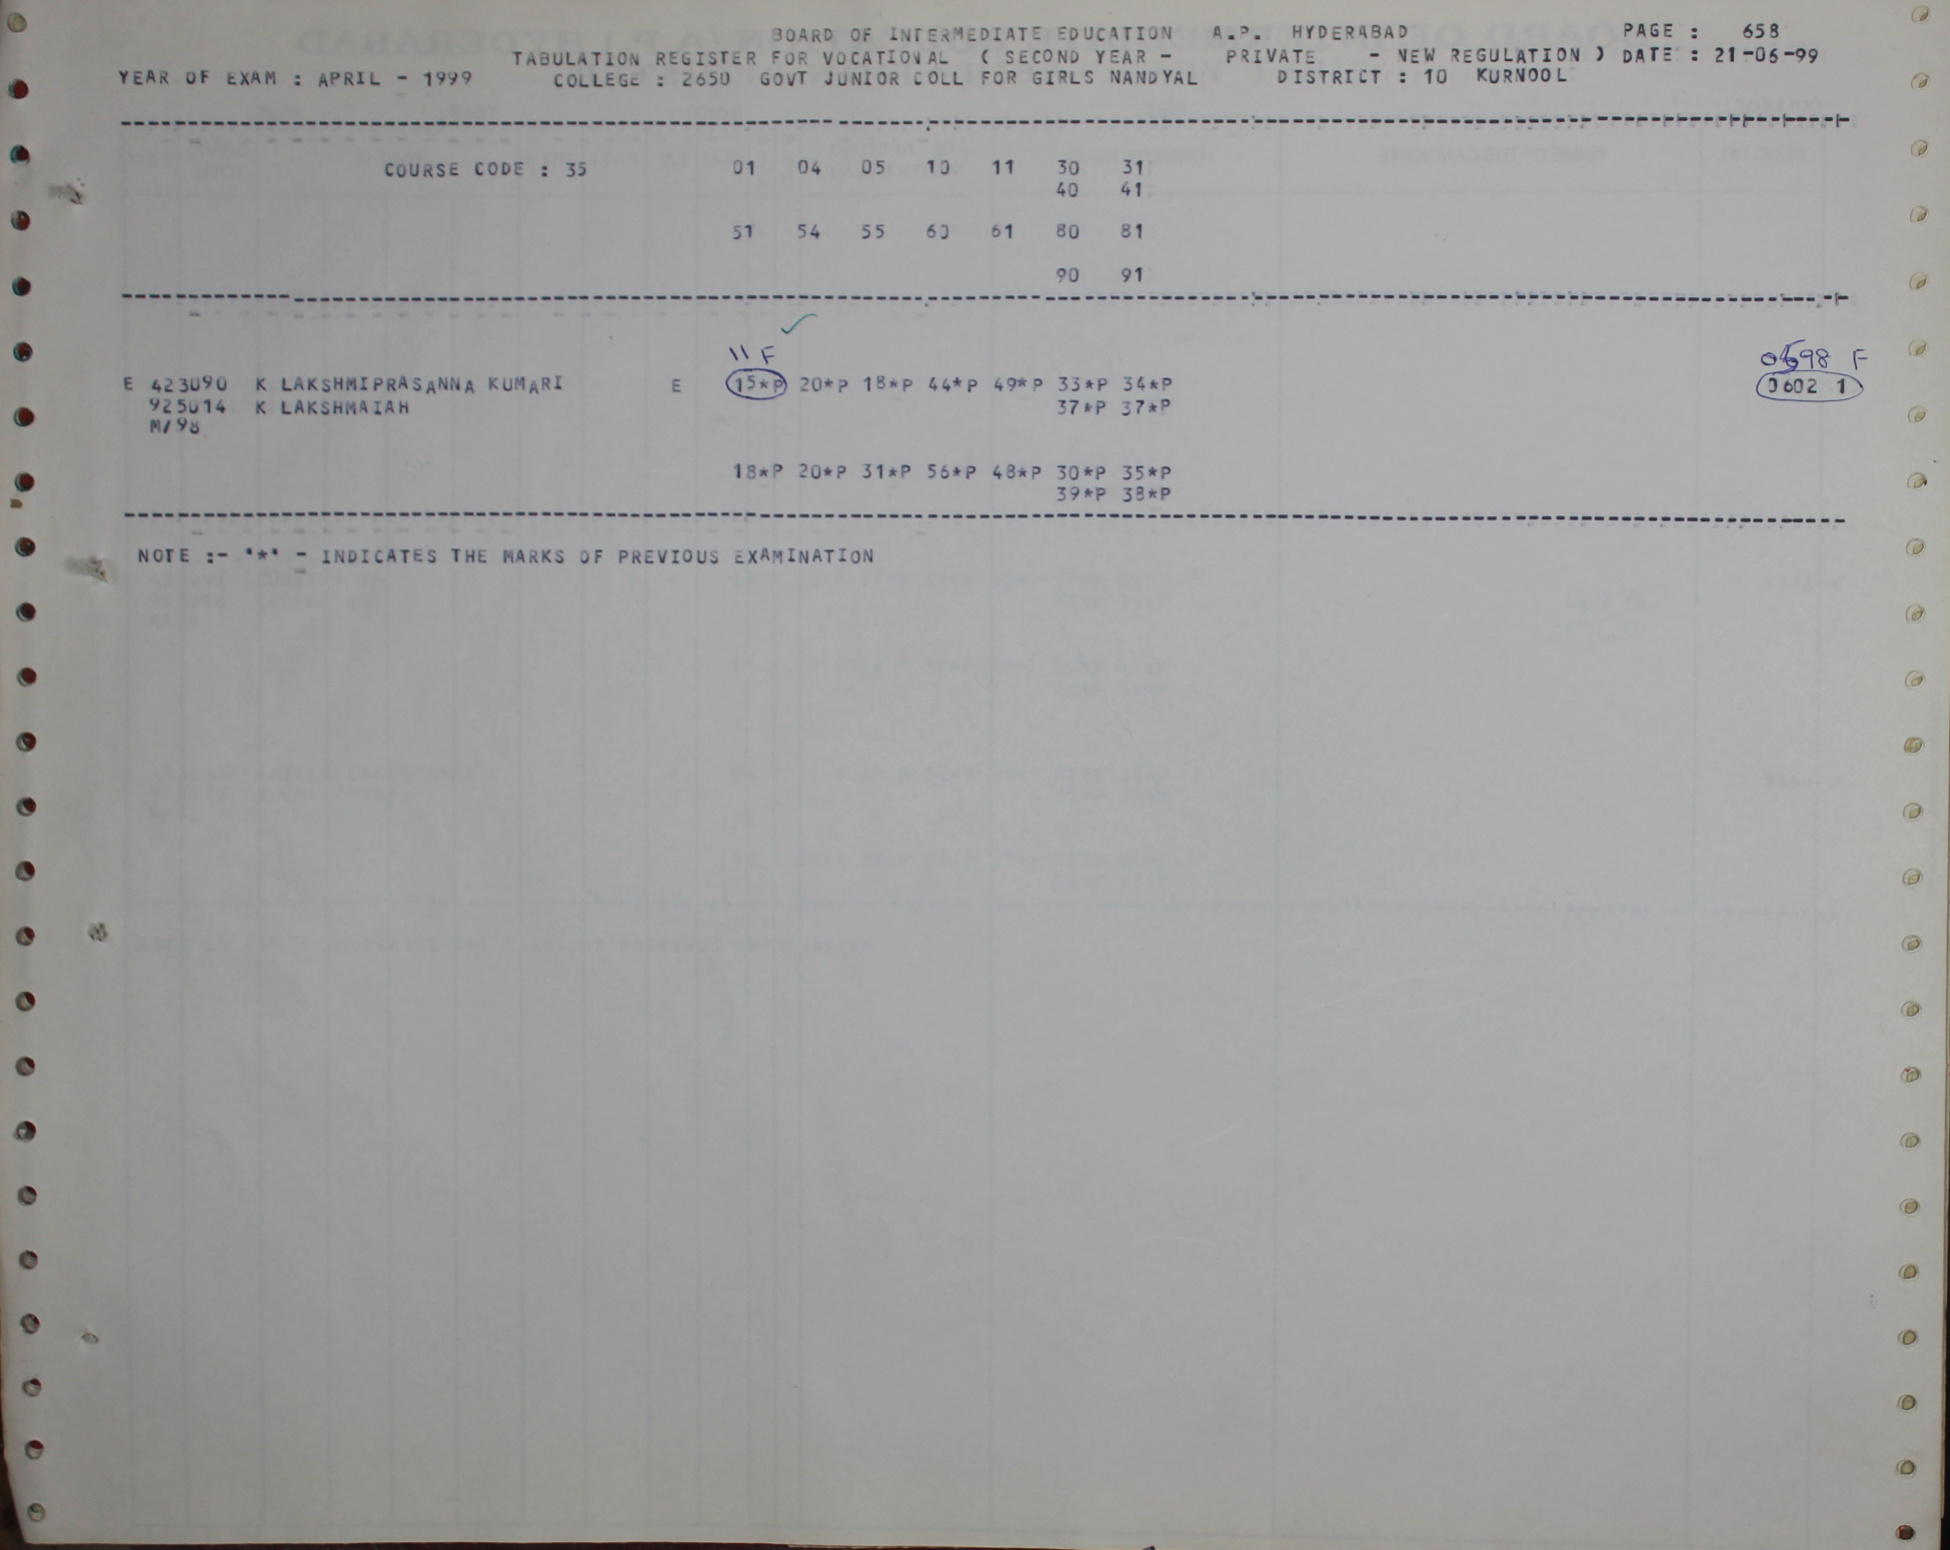 BOARD OF INTERMEDIATE EDUCATION A.P. HYDERABAD PAGE : 658
TABULATION REGISTER FOR VOCATIONAL ( SECOND YEAR - PRIVATE - NEW REGULATION ) DATE : 21-06-99
YEAR OF EXAM : APRIL - 1999 COLLEGE : 2650 GOVT JUNIOR COLL FOR GIRLS NANDYAL DISTRICT : 10 KURNOOL
COURSE CODE : 35 01 04 05 10 11 30 31
40 41
51 54 55 60 61 80 81
90 91
11 F 0598 F
E 423090 K LAKSHMIPRASANNA KUMARI E 15*P 20*P 18*P 44*P 49*P 33*P 34*P 0602 1
925014 K LAKSHMAIAH 37*P 37*P
M/98
18*P 20*P 31*P 56*P 48*P 30*P 35*P
39*P 38*P
NOTE :- '*' - INDICATES THE MARKS OF PREVIOUS EXAMINATION